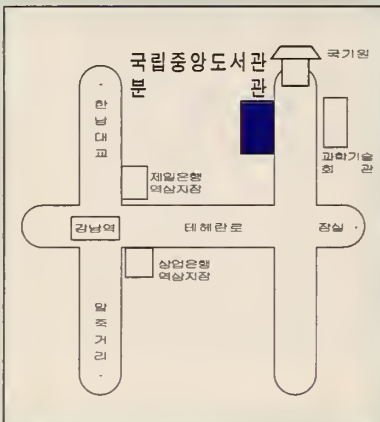 국립중앙도서관
분 관
국기원
한남대교
과학기술
회 관
제일은행
역삼지장
강남역
테헤란로
잠실
상업은행
역삼지장
말죽거리